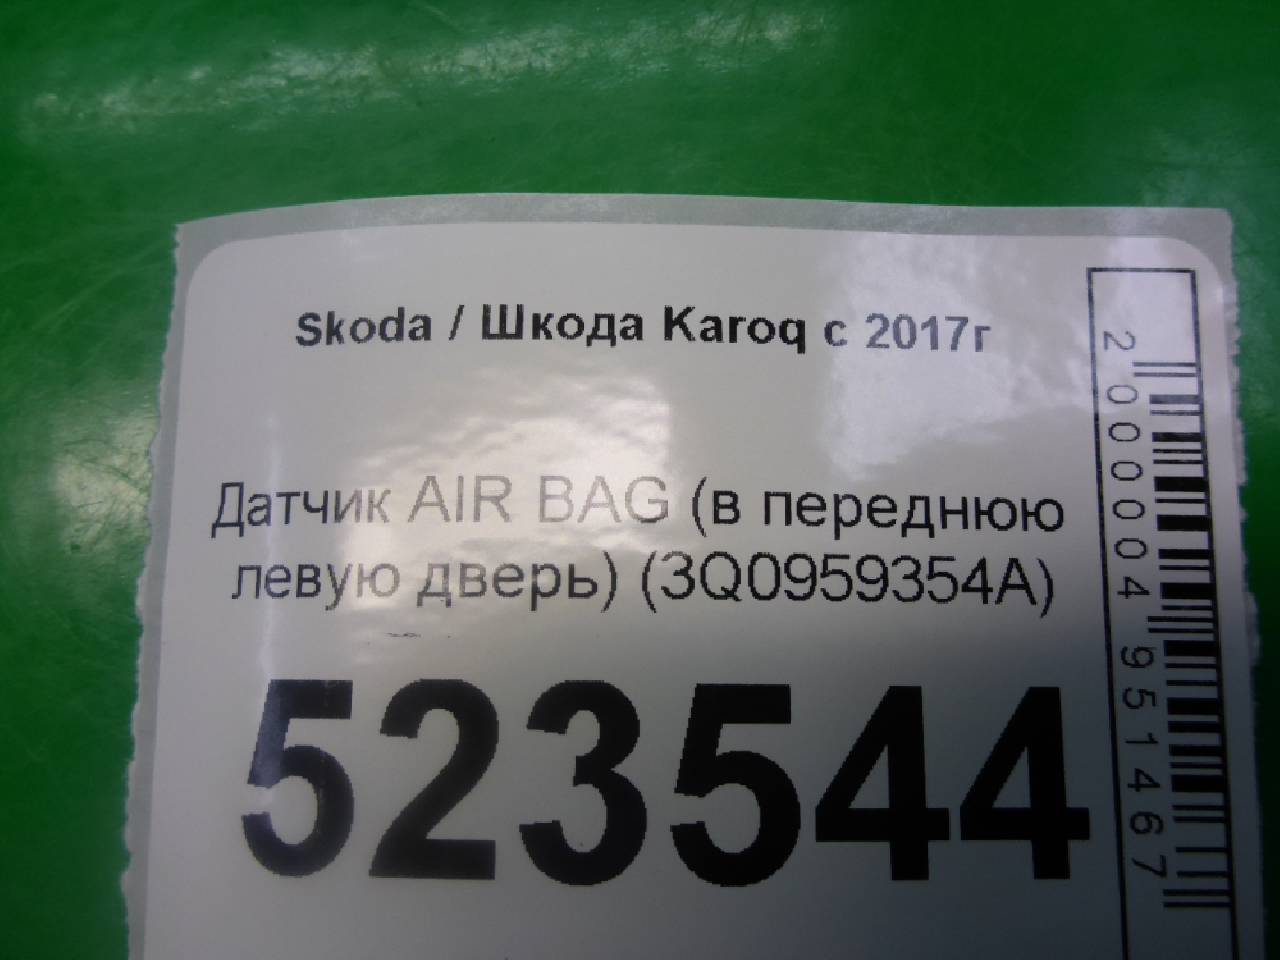 Skoda / Шкода Karoq с 2017г
Датчик AIR BAG (в переднюю
левую дверь) (3Q0959354A)
523544
2000004951467